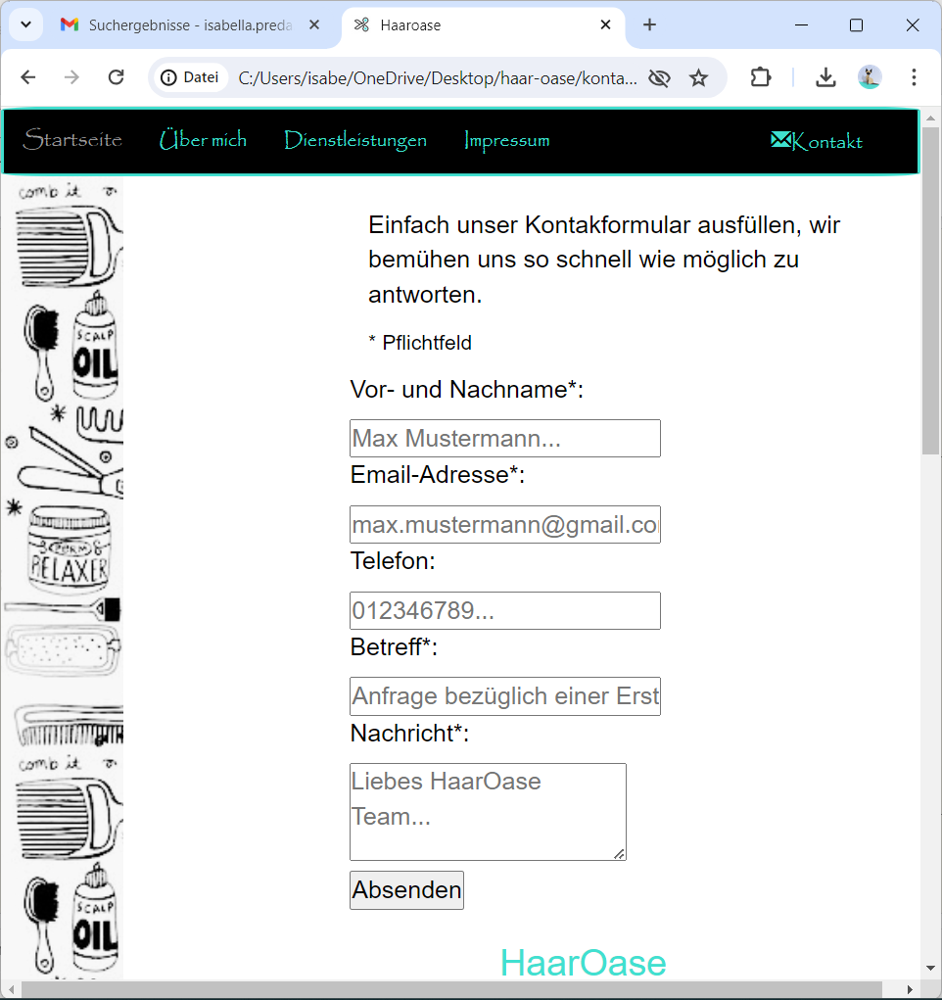 Suchergebnisse - isabella.preda
Haaroase
Datei
C:/Users/isabe/OneDrive/Desktop/haar-oase/konta...
Startseite
Über mich
Dienstleistungen
Impressum
Kontakt
comb it
SCALP
OIL
PERM
RELAXER
comb it
SCALP
OIL
Einfach unser Kontakformular ausfüllen, wir
bemühen uns so schnell wie möglich zu
antworten.
* Pflichtfeld
Vor- und Nachname*:
Max Mustermann...
Email-Adresse*:
max.mustermann@gmail.co
Telefon:
012346789...
Betreff*:
Anfrage bezüglich einer Erst
Nachricht*:
Liebes HaarOase
Team...
Absenden
HaarOase